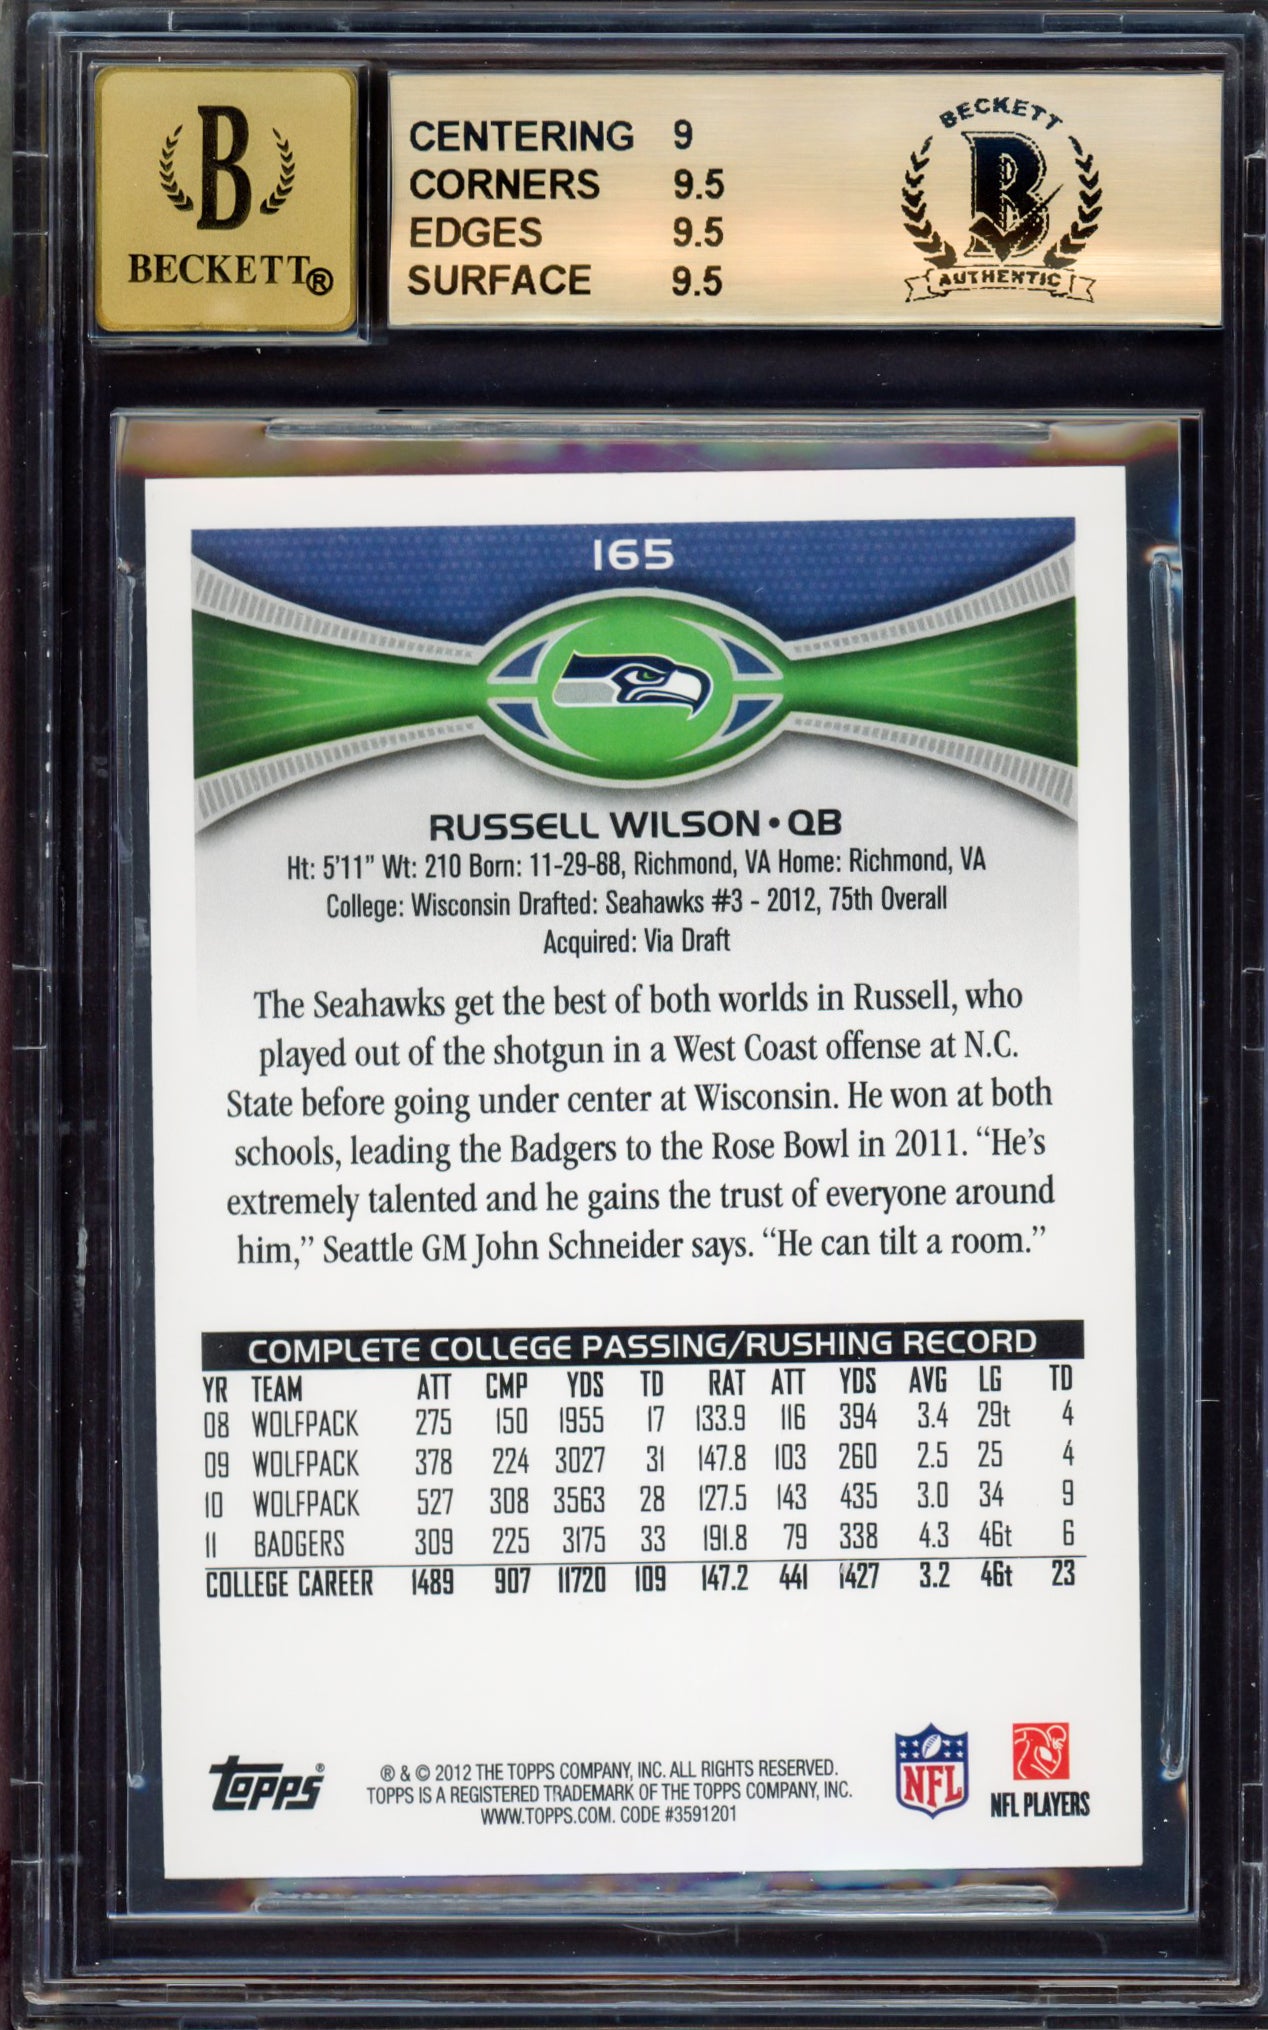 B
BECKETT®
CENTERING 9
CORNERS 9.5
EDGES 9.5
SURFACE 9.5
BECKETT
B
AUTHENTIC
165
RUSSELL WILSON • QB
Ht: 5'11" Wt: 210 Born: 11-29-88, Richmond, VA Home: Richmond, VA
College: Wisconsin Drafted: Seahawks #3 - 2012, 75th Overall
Acquired: Via Draft
The Seahawks get the best of both worlds in Russell, who
played out of the shotgun in a West Coast offense at N.C.
State before going under center at Wisconsin. He won at both
schools, leading the Badgers to the Rose Bowl in 2011. “He’s
extremely talented and he gains the trust of everyone around
him,” Seattle GM John Schneider says. “He can tilt a room.”
COMPLETE COLLEGE PASSING/RUSHING RECORD
YR TEAM ATT CMP YDS TD RAT ATT YDS AVG LG TD
08 WOLFPACK 275 150 1955 17 133.9 116 394 3.4 29t 4
09 WOLFPACK 378 224 3027 31 147.8 103 260 2.5 25 4
10 WOLFPACK 527 308 3563 28 127.5 143 435 3.0 34 9
11 BADGERS 309 225 3175 33 191.8 79 338 4.3 46t 6
COLLEGE CAREER 1489 907 11720 109 147.2 441 1427 3.2 46t 23
Topps®
® & © 2012 THE TOPPS COMPANY, INC. ALL RIGHTS RESERVED.
TOPPS IS A REGISTERED TRADEMARK OF THE TOPPS COMPANY, INC.
WWW.TOPPS.COM. CODE #3591201
NFL
NFL PLAYERS